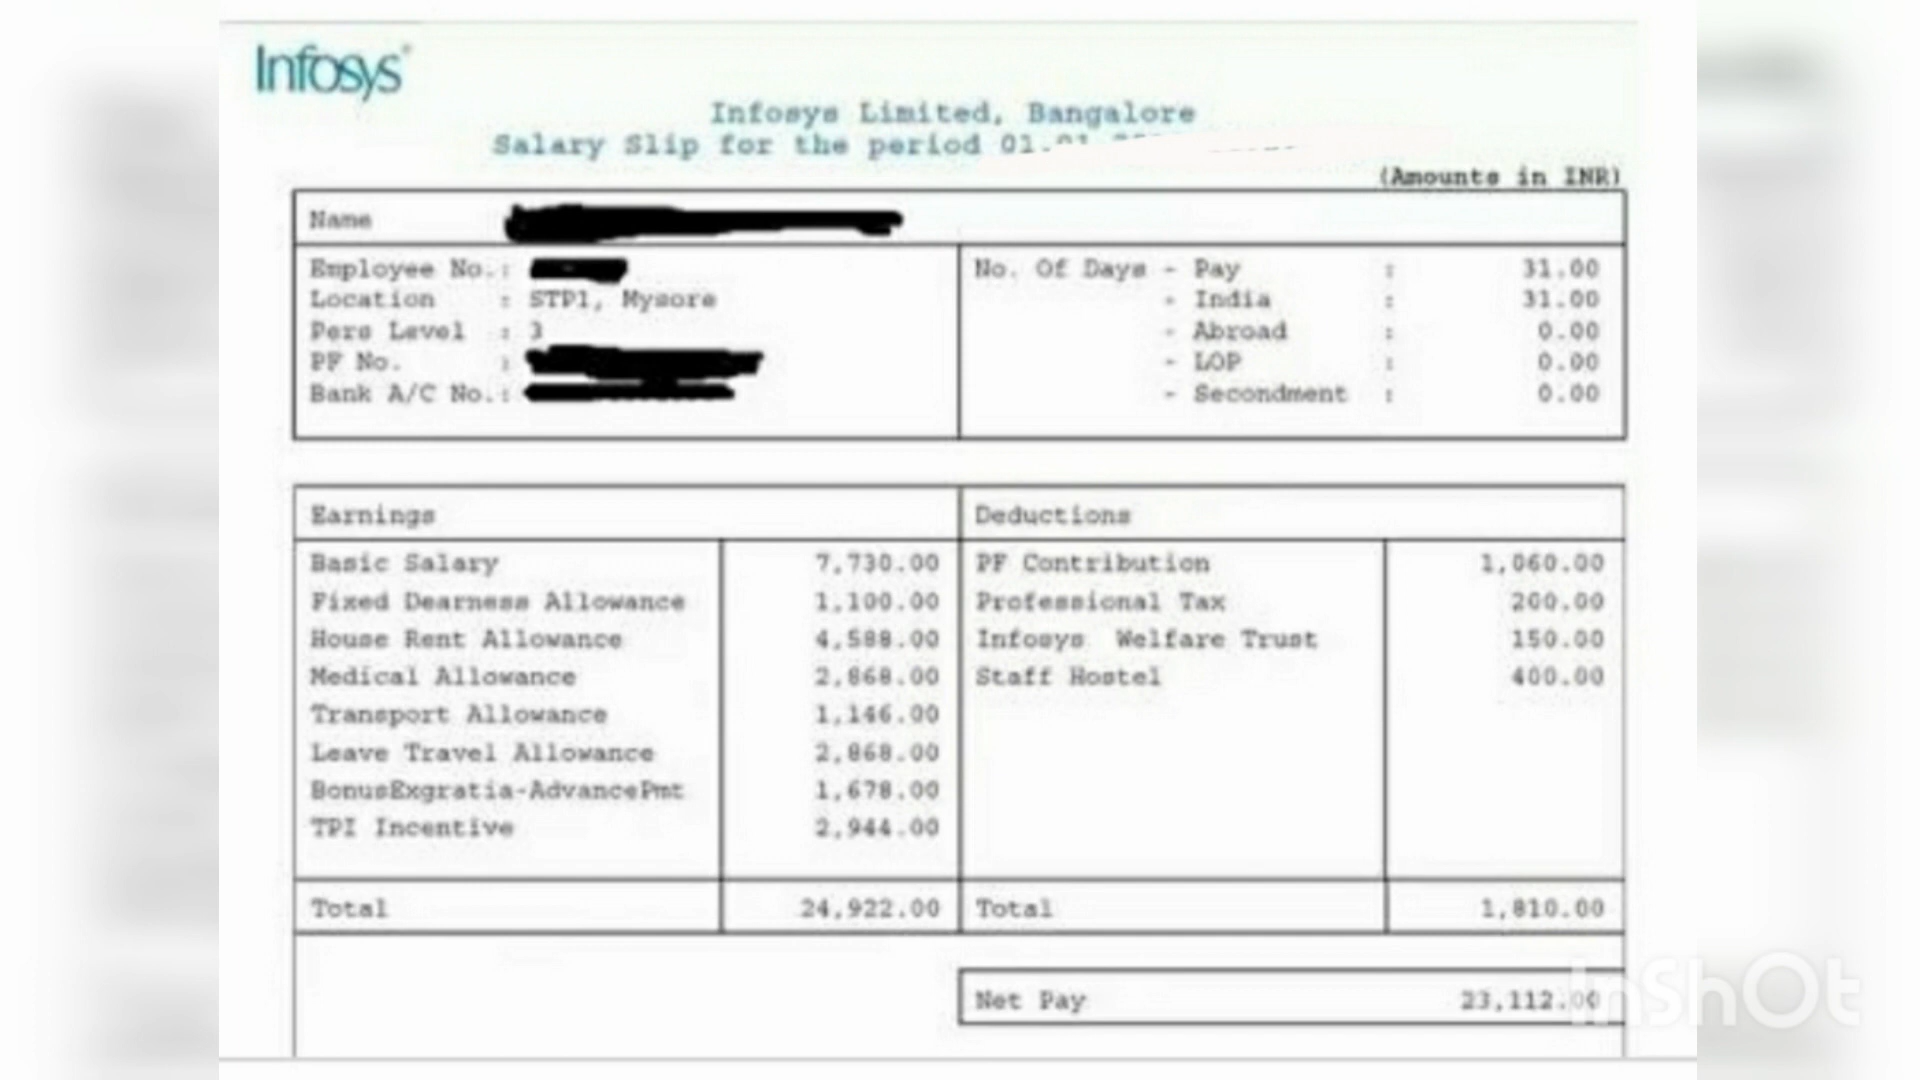 Infosys®
Infosys Limited, Bangalore
Salary Slip for the period 01.01
(Amounts in INR)
Name
Employee No.: No. Of Days - Pay : 31.00
Location : STP1, Mysore - India : 31.00
Pers Level : 3 - Abroad : 0.00
PF No. : - LOP : 0.00
Bank A/C No.: - Secondment : 0.00
Earnings Deductions
Basic Salary 7,730.00 PF Contribution 1,060.00
Fixed Dearness Allowance 1,100.00 Professional Tax 200.00
House Rent Allowance 4,588.00 Infosys Welfare Trust 150.00
Medical Allowance 2,868.00 Staff Hostel 400.00
Transport Allowance 1,146.00
Leave Travel Allowance 2,868.00
BonusExgratia-AdvancePmt 1,678.00
TPI Incentive 2,944.00
Total 24,922.00 Total 1,810.00
Net Pay 23,112.00
InShOt